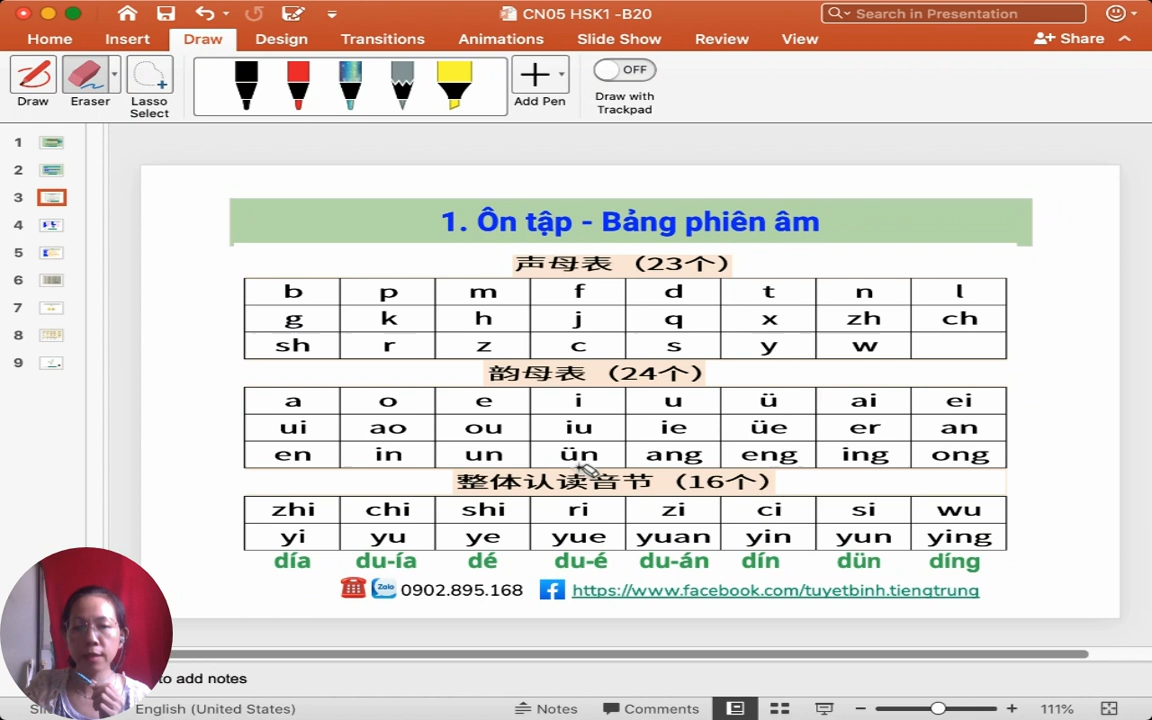 CN05 HSK1 -B20
Search in Presentation
Home Insert Draw Design Transitions Animations Slide Show Review View Share
Draw Eraser Lasso Select Add Pen OFF Draw with Trackpad
1
2
3
4
5
6
7
8
9
1. Ôn tập - Bảng phiên âm
声母表 （23个）
b p m f d t n l
g k h j q x zh ch
sh r z c s y w
韵母表 （24个）
a o e i u ü ai ei
ui ao ou iu ie üe er an
en in un ün ang eng ing ong
整体认读音节 （16个）
zhi chi shi ri zi ci si wu
yi yu ye yue yuan yin yun ying
día du-ía dé du-é du-án dín dün díng
Zalo 0902.895.168 https://www.facebook.com/tuyetbinh.tiengtrung
to add notes
English (United States) Notes Comments 111%